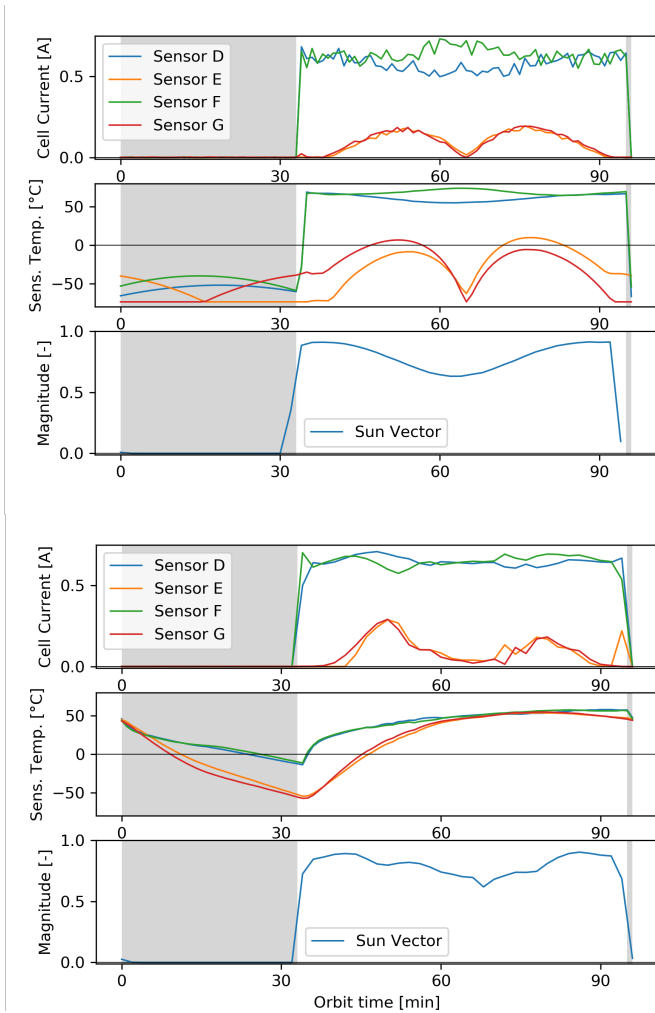 Cell Current [A]
0.5
0.0
Sensor D
Sensor E
Sensor F
Sensor G
0 30 60 90
Sens. Temp. [°C]
50
0
−50
0 30 60 90
Magnitude [-]
1.0
0.5
0.0
Sun Vector
0 30 60 90
Cell Current [A]
0.5
0.0
Sensor D
Sensor E
Sensor F
Sensor G
0 30 60 90
Sens. Temp. [°C]
50
0
−50
0 30 60 90
Magnitude [-]
1.0
0.5
0.0
Sun Vector
0 30 60 90
Orbit time [min]